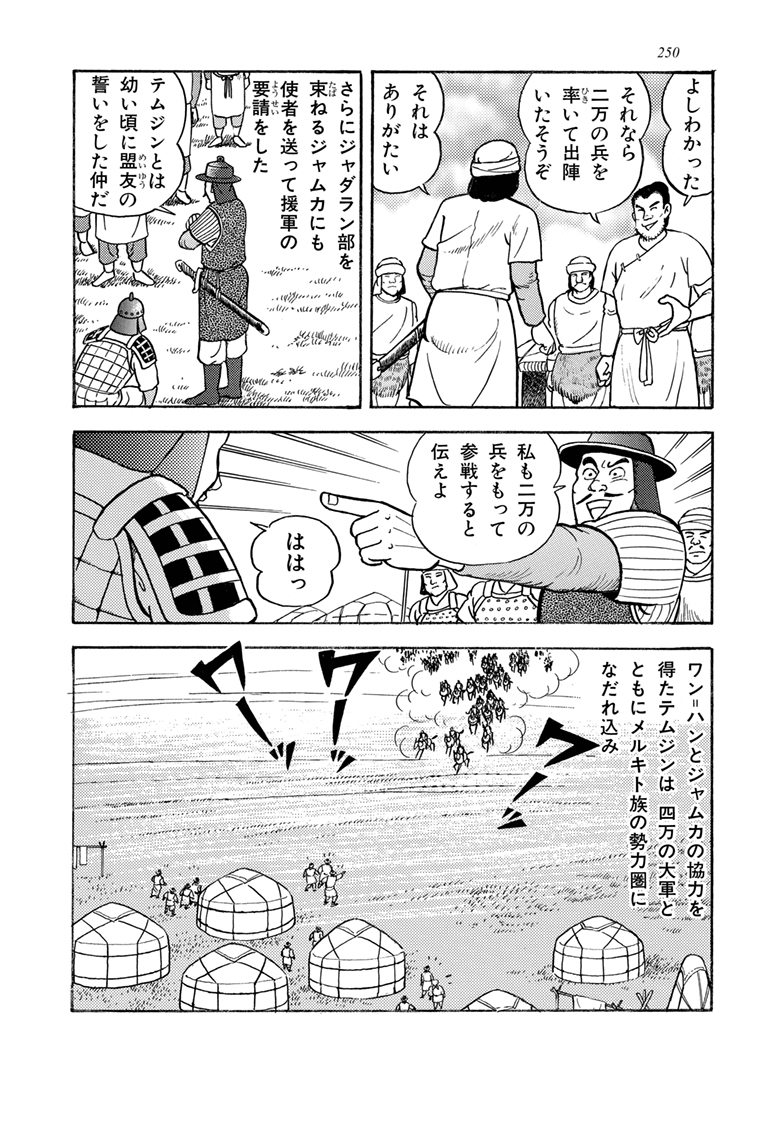 250
よしわかった
それなら
二万の兵を
率いて出陣
いたそうぞ
それは
ありがたい
さらにジャダラン部を
束ねるジャムカにも
使者を送って援軍の
要請をした
テムジンとは
幼い頃に盟友の
誓いをした仲だ
私も二万の
兵をもって
参戦すると
伝えよ
ははっ
ワン=ハンとジャムカの協力を
得たテムジンは 四万の大軍と
ともにメルキト族の勢力圏に
なだれ込み
ワーワーワー